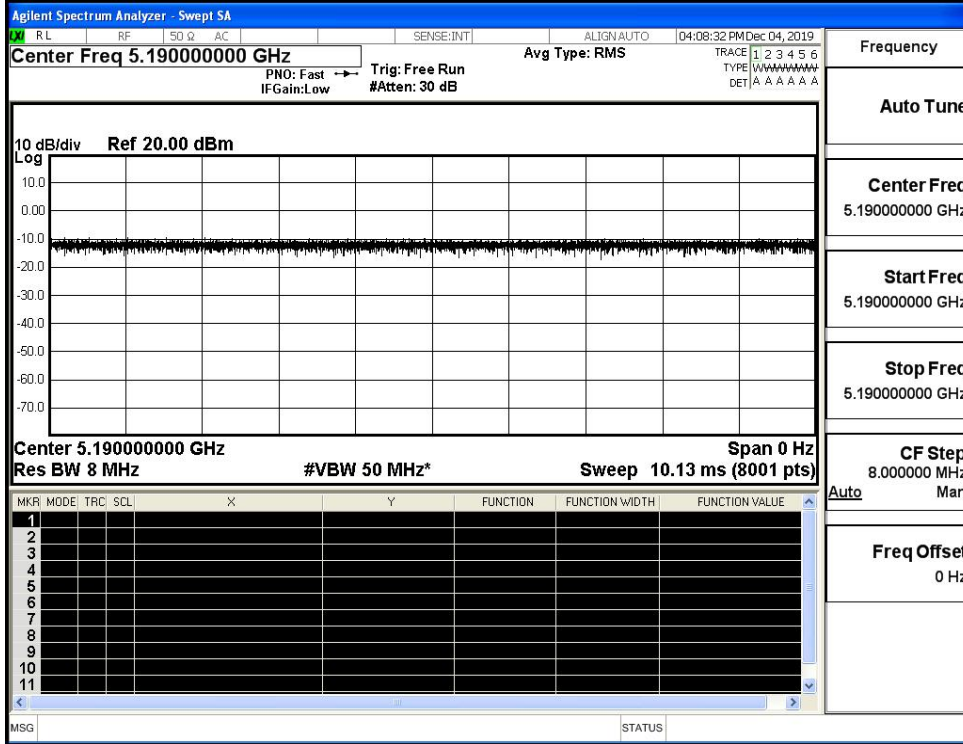 Agilent Spectrum Analyzer - Swept SA
LXI RL RF 50 Ω AC SENSE:INT ALIGN AUTO 04:08:32 PM Dec 04, 2019
Center Freq 5.190000000 GHz
PNO: Fast
IFGain:Low
Trig: Free Run
#Atten: 30 dB
Avg Type: RMS
TRACE 1 2 3 4 5 6
TYPE WWWWWW
DET A A A A A A
10 dB/div Ref 20.00 dBm
Log
10.0
0.00
-10.0
-20.0
-30.0
-40.0
-50.0
-60.0
-70.0
Center 5.190000000 GHz Span 0 Hz
Res BW 8 MHz #VBW 50 MHz* Sweep 10.13 ms (8001 pts)
MKR MODE TRC SCL X Y FUNCTION FUNCTION WIDTH FUNCTION VALUE
1
2
3
4
5
6
7
8
9
10
11
MSG STATUS
Frequency
Auto Tune
Center Freq
5.190000000 GHz
Start Freq
5.190000000 GHz
Stop Freq
5.190000000 GHz
CF Step
8.000000 MHz
Auto Man
Freq Offset
0 Hz